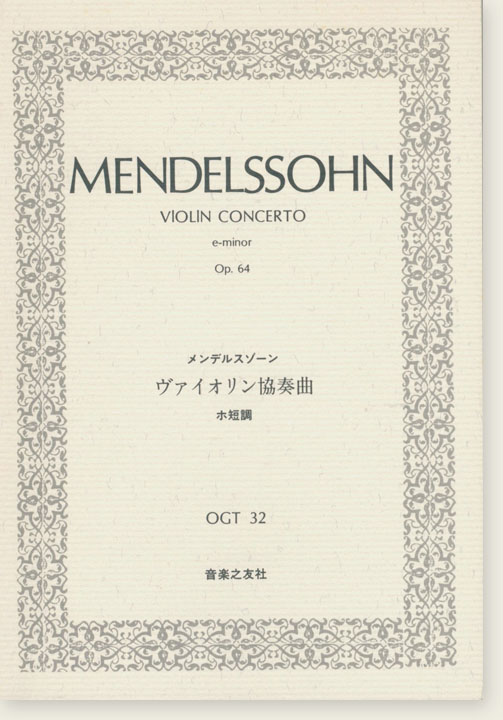 MENDELSSOHN
VIOLIN CONCERTO
e-minor
Op. 64
メンデルスゾーン
ヴァイオリン協奏曲
ホ短調
OGT 32
音楽之友社